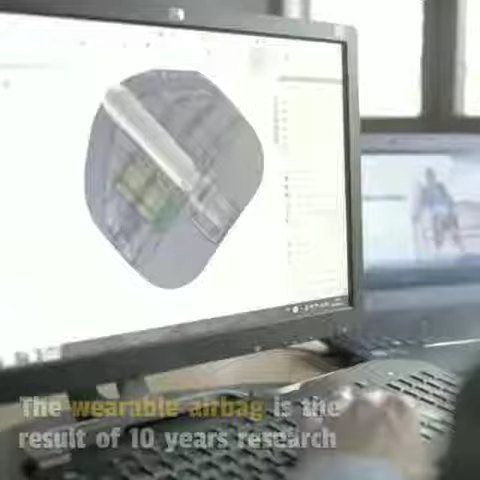 The wearable airbag is the
result of 10 years research